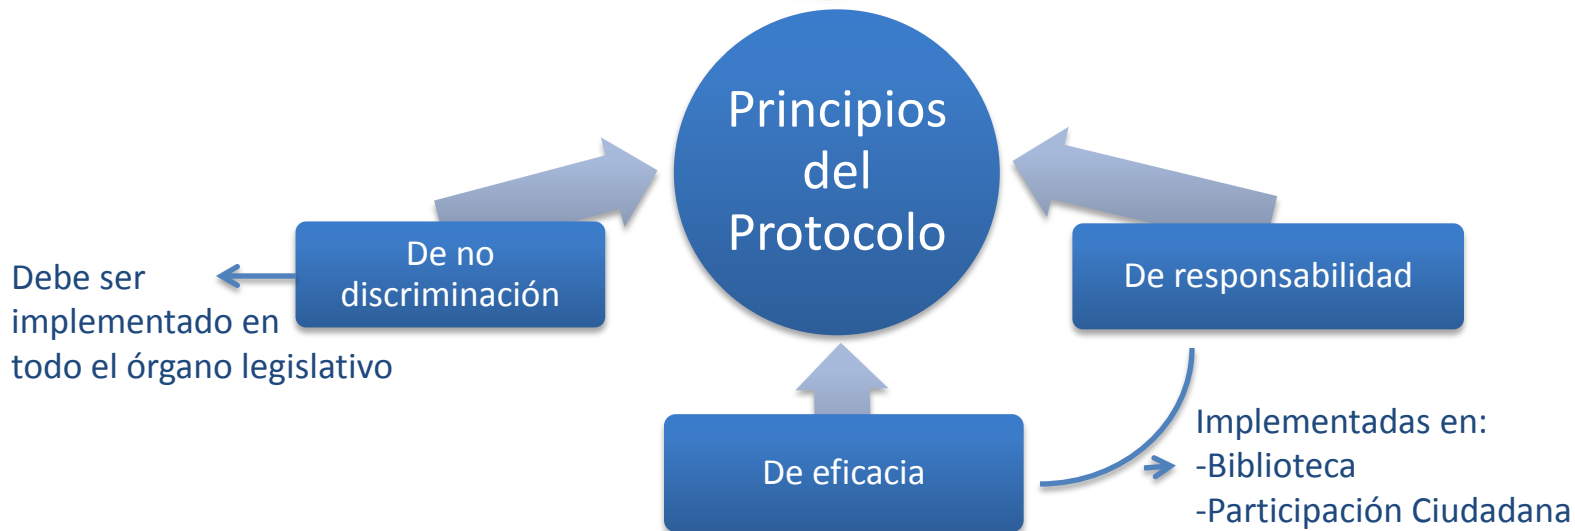 Principios
del
Protocolo
De no
discriminación
Debe ser
implementado en
todo el órgano legislativo
De responsabilidad
De eficacia
Implementadas en:
-Biblioteca
-Participación Ciudadana